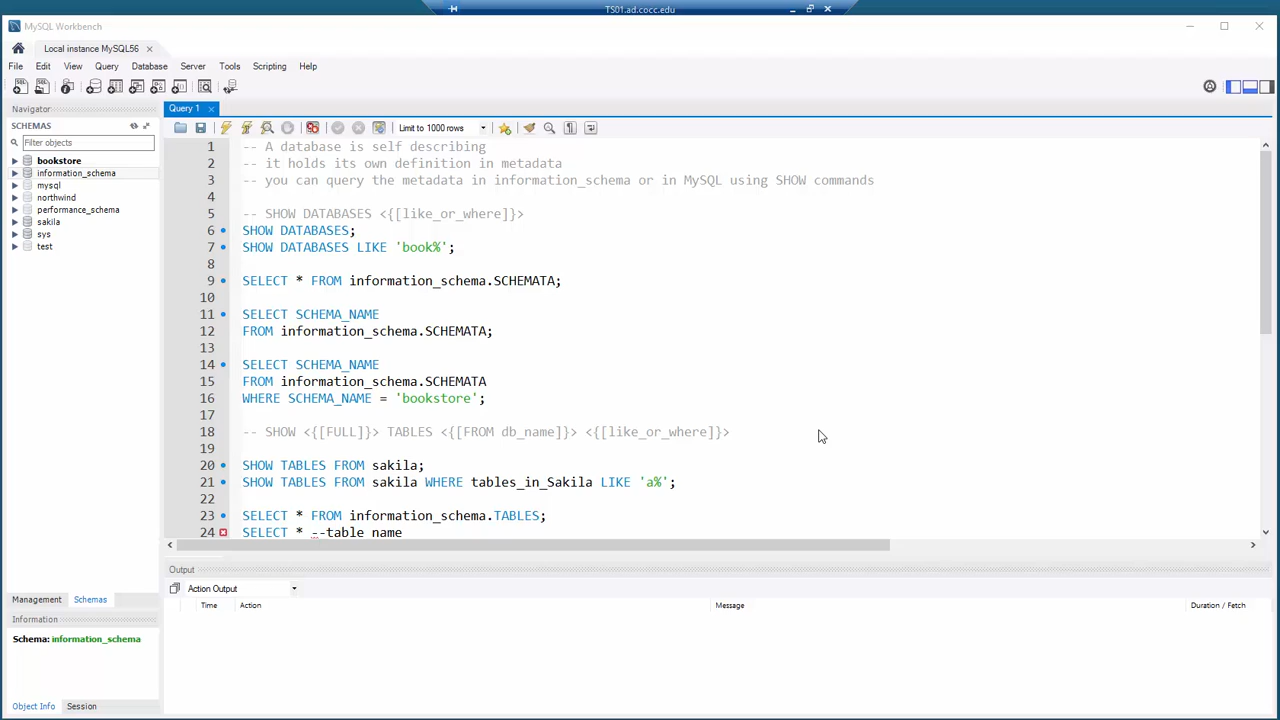 TS01.ad.cocc.edu
MySQL Workbench
Local instance MySQL56
File Edit View Query Database Server Tools Scripting Help
Navigator
Query 1
SCHEMAS
Limit to 1000 rows
Filter objects
bookstore
information_schema
mysql
northwind
performance_schema
sakila
sys
test
1 -- A database is self describing
2 -- it holds its own definition in metadata
3 -- you can query the metadata in information_schema or in MySQL using SHOW commands
4
5 -- SHOW DATABASES <{[like_or_where]}>
6 SHOW DATABASES;
7 SHOW DATABASES LIKE 'book%';
8
9 SELECT * FROM information_schema.SCHEMATA;
10
11 SELECT SCHEMA_NAME
12 FROM information_schema.SCHEMATA;
13
14 SELECT SCHEMA_NAME
15 FROM information_schema.SCHEMATA
16 WHERE SCHEMA_NAME = 'bookstore';
17
18 -- SHOW <{[FULL]}> TABLES <{[FROM db_name]}> <{[like_or_where]}>
19
20 SHOW TABLES FROM sakila;
21 SHOW TABLES FROM sakila WHERE tables_in_Sakila LIKE 'a%';
22
23 SELECT * FROM information_schema.TABLES;
24 SELECT * --table name
Output
Action Output
Time Action Message Duration / Fetch
Management Schemas
Information
Schema: information_schema
Object Info Session